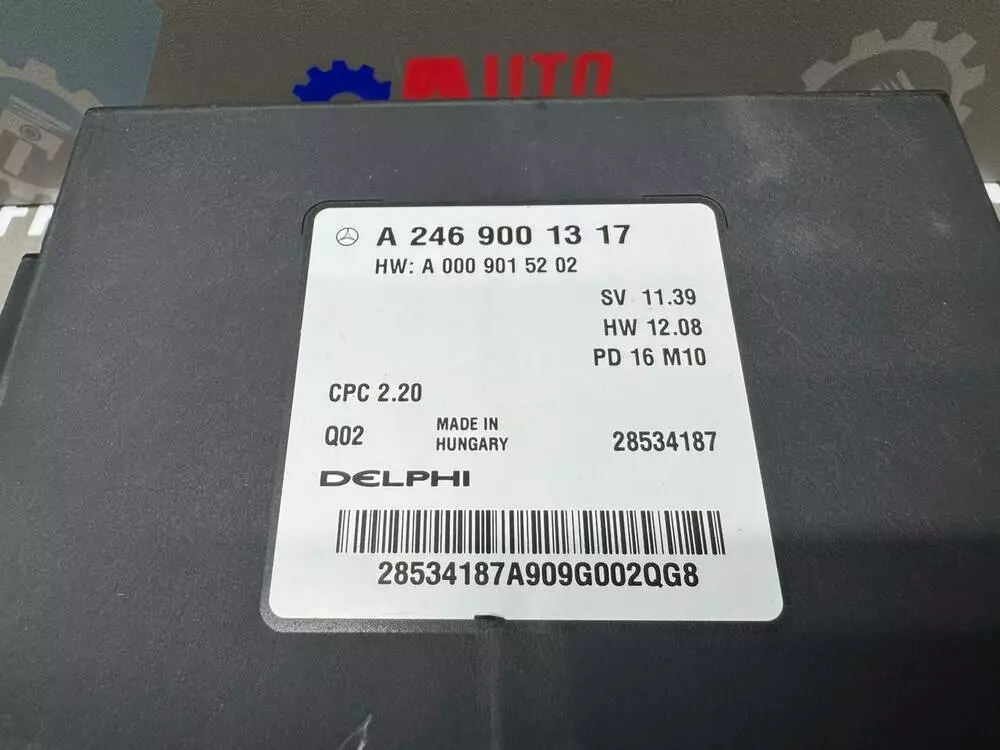 AUTO
A 246 900 13 17
HW: A 000 901 52 02
SV 11.39
HW 12.08
PD 16 M10
CPC 2.20
Q02
MADE IN
HUNGARY
28534187
DELPHI
28534187A909G002QG8